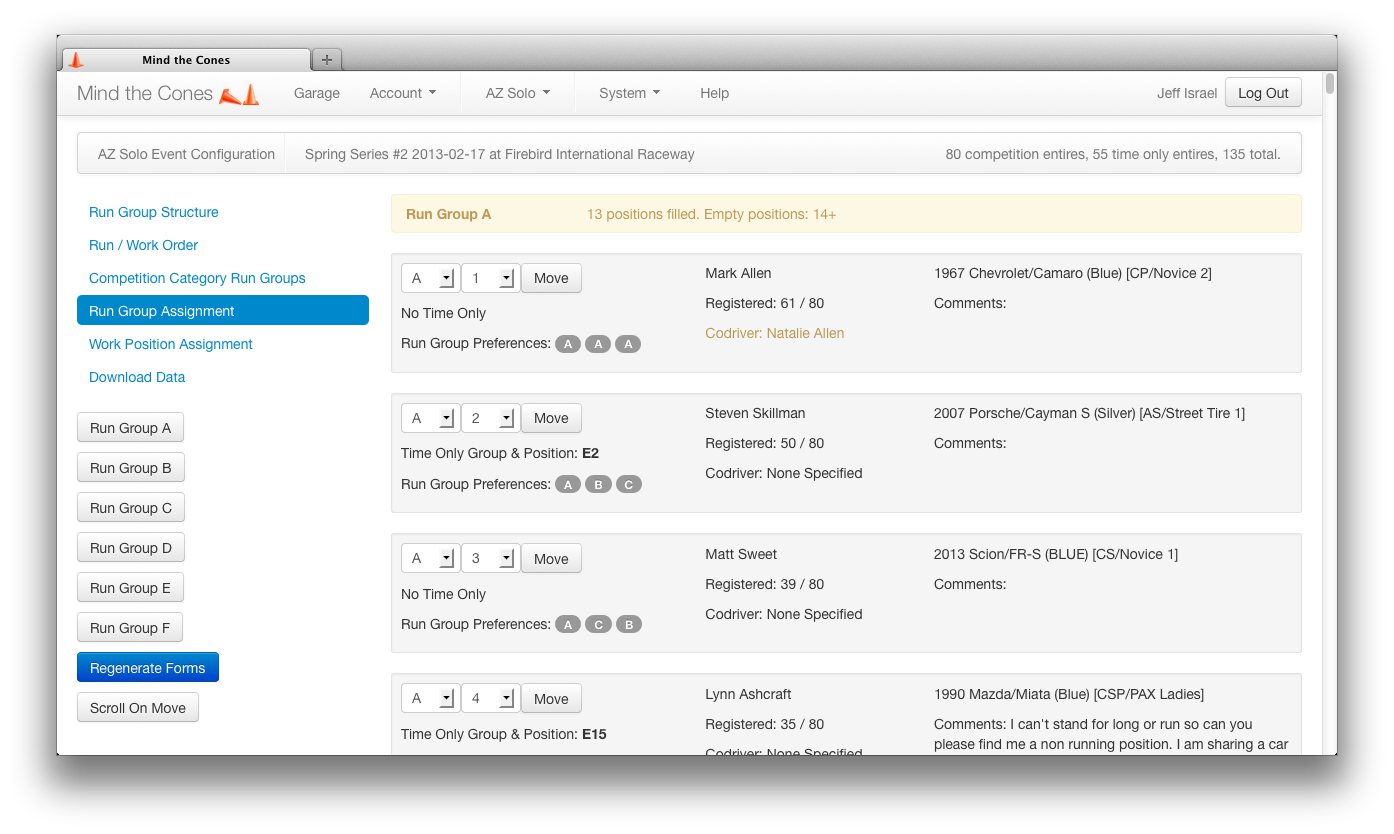 Mind the Cones
Mind the Cones
Garage
Account
AZ Solo
System
Help
Jeff Israel
Log Out
AZ Solo Event Configuration
Spring Series #2 2013-02-17 at Firebird International Raceway
80 competition entires, 55 time only entires, 135 total.
Run Group Structure
Run / Work Order
Competition Category Run Groups
Run Group Assignment
Work Position Assignment
Download Data
Run Group A
Run Group B
Run Group C
Run Group D
Run Group E
Run Group F
Regenerate Forms
Scroll On Move
Run Group A
13 positions filled. Empty positions: 14+
A 1 Move
No Time Only
Run Group Preferences: A A A
Mark Allen
Registered: 61 / 80
Codriver: Natalie Allen
1967 Chevrolet/Camaro (Blue) [CP/Novice 2]
Comments:
A 2 Move
Time Only Group & Position: E2
Run Group Preferences: A B C
Steven Skillman
Registered: 50 / 80
Codriver: None Specified
2007 Porsche/Cayman S (Silver) [AS/Street Tire 1]
Comments:
A 3 Move
No Time Only
Run Group Preferences: A C B
Matt Sweet
Registered: 39 / 80
Codriver: None Specified
2013 Scion/FR-S (BLUE) [CS/Novice 1]
Comments:
A 4 Move
Time Only Group & Position: E15
Lynn Ashcraft
Registered: 35 / 80
Codriver: None Specified
1990 Mazda/Miata (Blue) [CSP/PAX Ladies]
Comments: I can't stand for long or run so can you
please find me a non running position. I am sharing a car